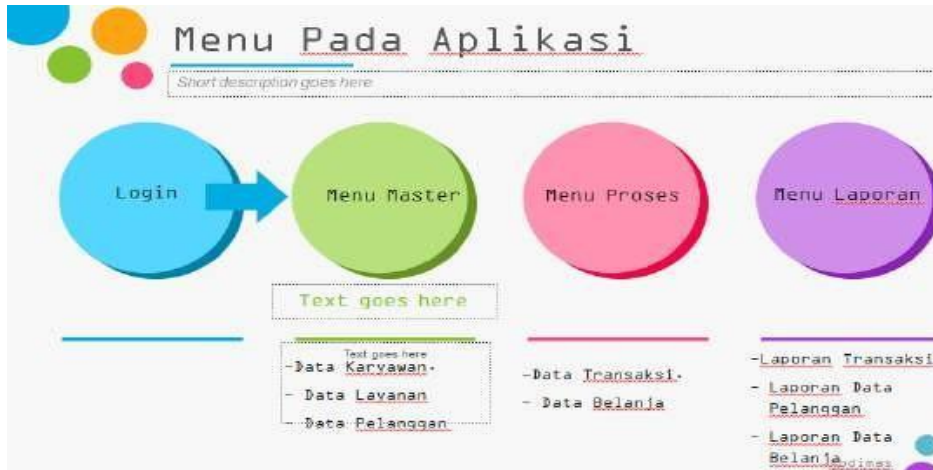 Menu Pada Aplikasi
Short description goes here
Login
Menu Master
Menu Proses
Menu Laporan
Text goes here
Text goes here
-Data Karyawan.
- Data Layanan
- Data Pelanggan
-Data Transaksi.
- Data Belanja
-Laporan Transaksi
- Laporan Data
Pelanggan
- Laporan Data
Belanja